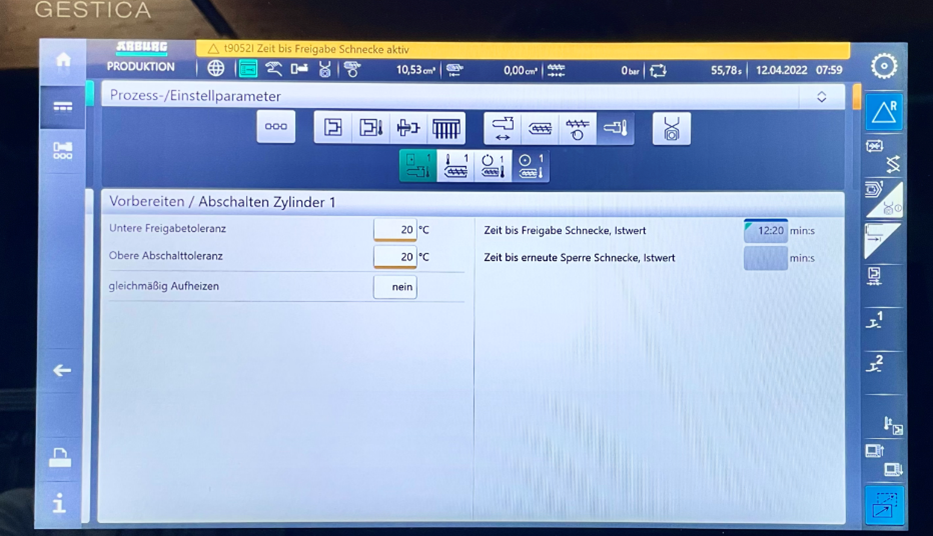 GESTICA
ARBURG
t9052I Zeit bis Freigabe Schnecke aktiv
PRODUKTION
10,53 cm³
0,00 cm³
0 bar
55,78 s
12.04.2022 07:59
Prozess-/Einstellparameter
R
1
1
1
1
Vorbereiten / Abschalten Zylinder 1
Untere Freigabetoleranz 20 °C
Zeit bis Freigabe Schnecke, Istwert 12:20 min:s
Obere Abschalttoleranz 20 °C
Zeit bis erneute Sperre Schnecke, Istwert min:s
gleichmäßig Aufheizen nein
1
2
i